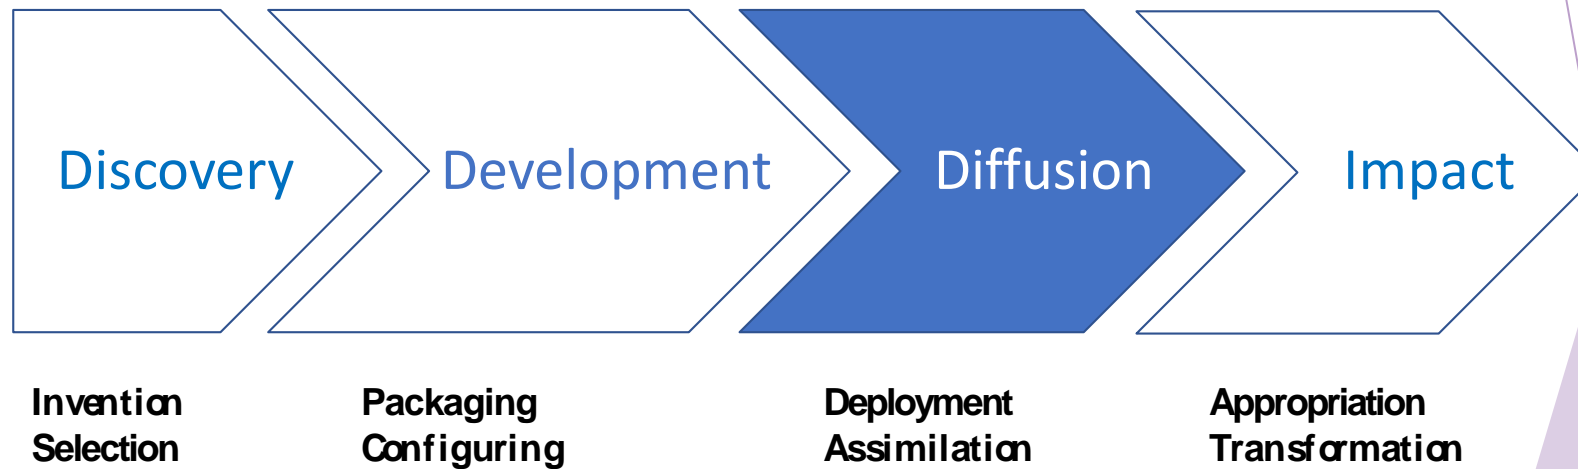 Discovery
Development
Diffusion
Impact
Invention
Selection
Packaging
Configuring
Deployment
Assimilation
Appropriation
Transformation